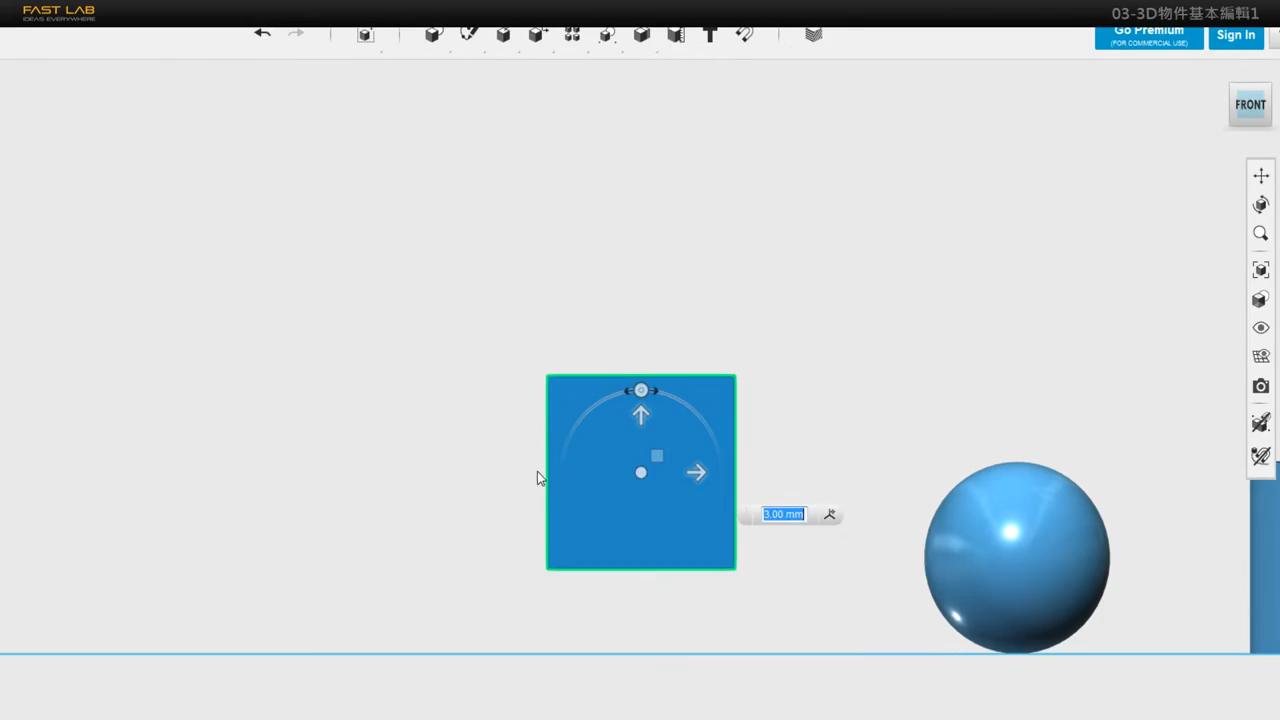 FAST LAB
IDEAS EVERYWHERE
03-3D物件基本編輯1
Go Premium
(FOR COMMERCIAL USE)
Sign In
FRONT
3.00 mm